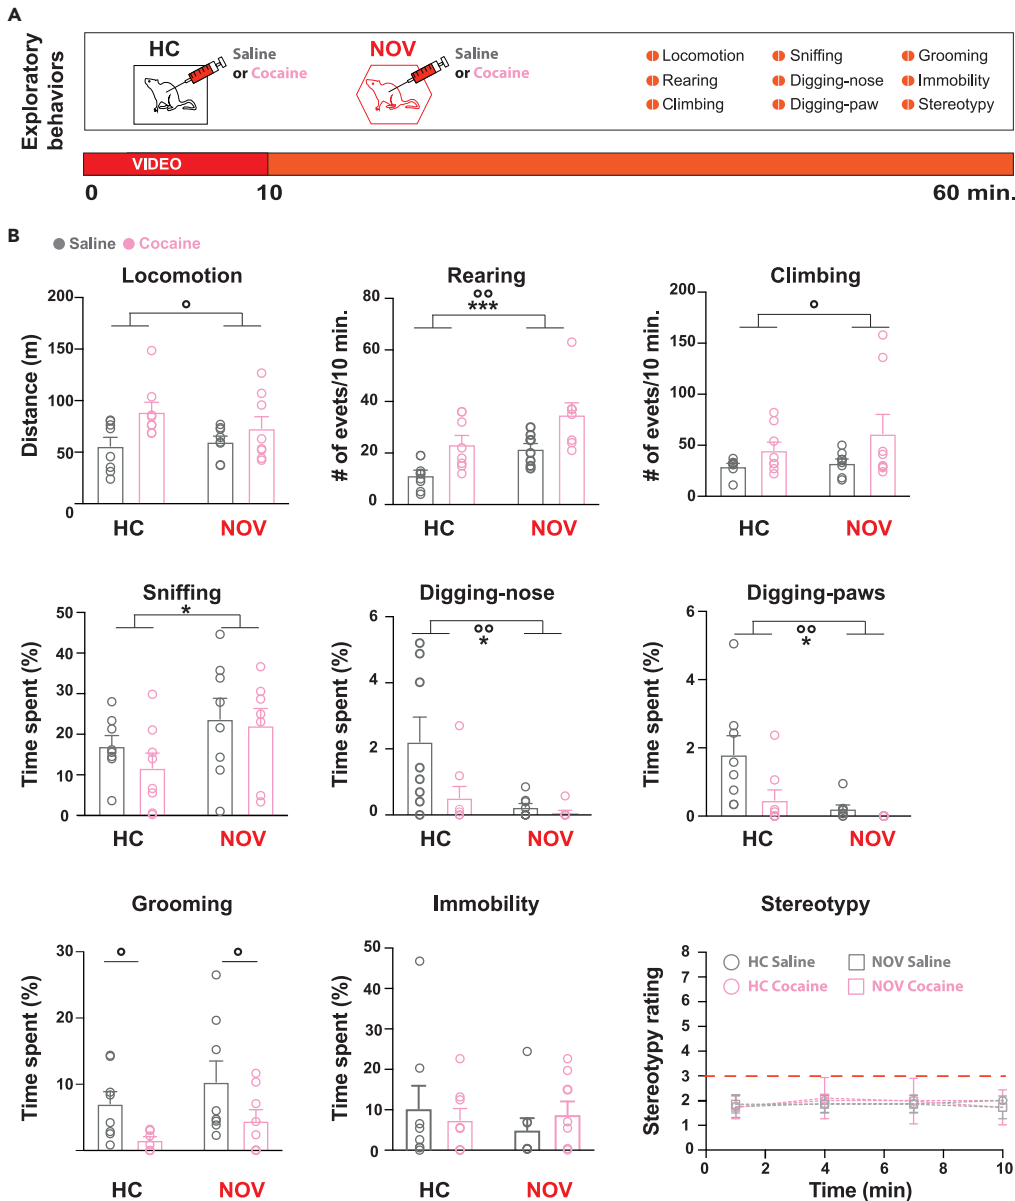 A
Exploratory
behaviors
HC
Saline
or Cocaine
NOV
Saline
or Cocaine
Locomotion
Rearing
Climbing
Sniffing
Digging-nose
Digging-paw
Grooming
Immobility
Stereotypy
VIDEO
0
10
60 min.
B
Saline Cocaine
Locomotion
Distance (m)
200
150
100
50
0
HC
NOV
Rearing
# of evets/10 min.
80
60
40
20
0
°°
***
HC
NOV
Climbing
# of evets/10 min.
200
150
100
50
0
HC
NOV
Sniffing
Time spent (%)
50
40
30
20
10
0
*
HC
NOV
Digging-nose
Time spent (%)
6
4
2
0
°°
*
HC
NOV
Digging-paws
Time spent (%)
6
4
2
0
°°
*
HC
NOV
Grooming
Time spent (%)
30
20
10
HC
NOV
Immobility
Time spent (%)
50
40
30
20
10
0
HC
NOV
Stereotypy
Stereotypy rating
8
7
6
5
4
3
2
1
0
HC Saline
NOV Saline
HC Cocaine
NOV Cocaine
0 2 4 6 8 10
Time (min)